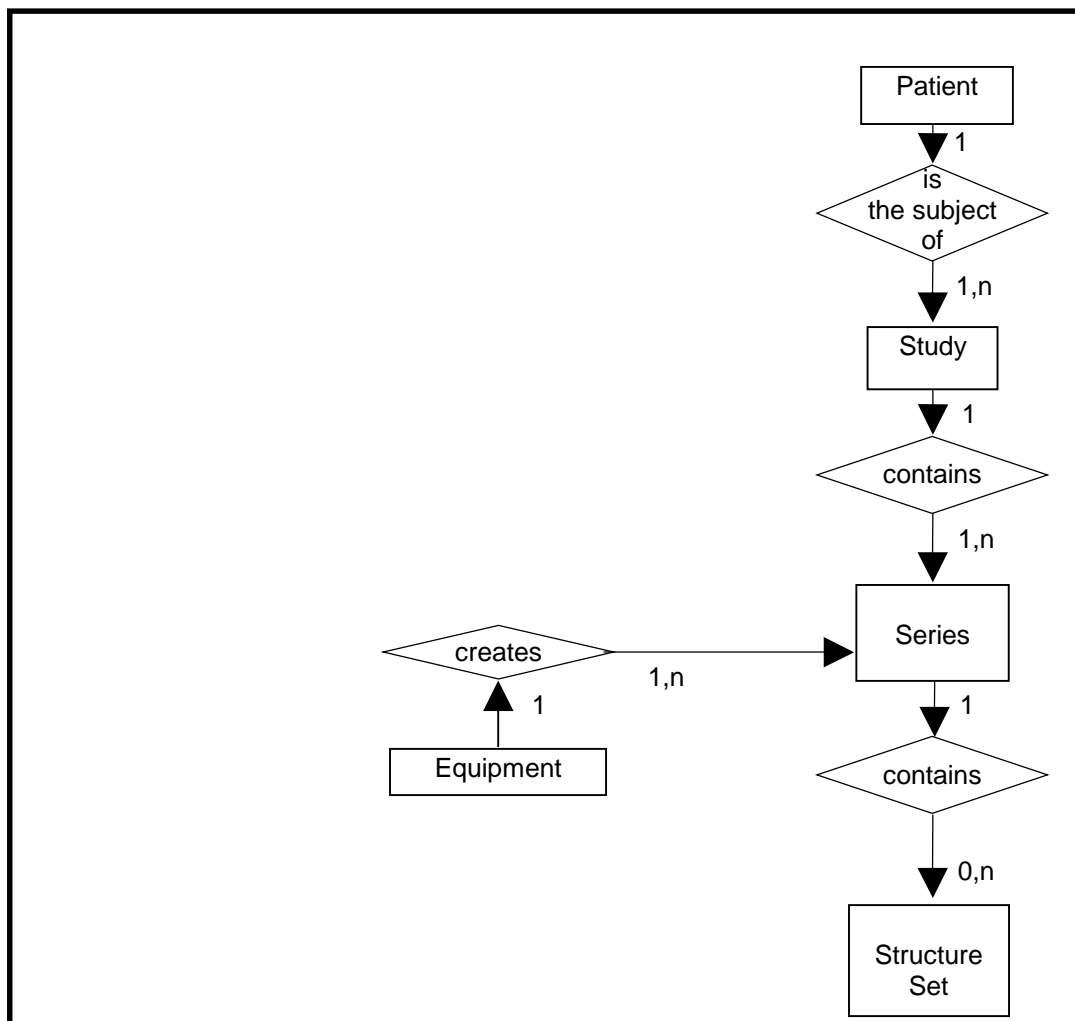 Patient
1
is
the subject
of
1,n
Study
1
contains
1,n
Series
creates
1,n
1
1
Equipment
contains
0,n
Structure
Set